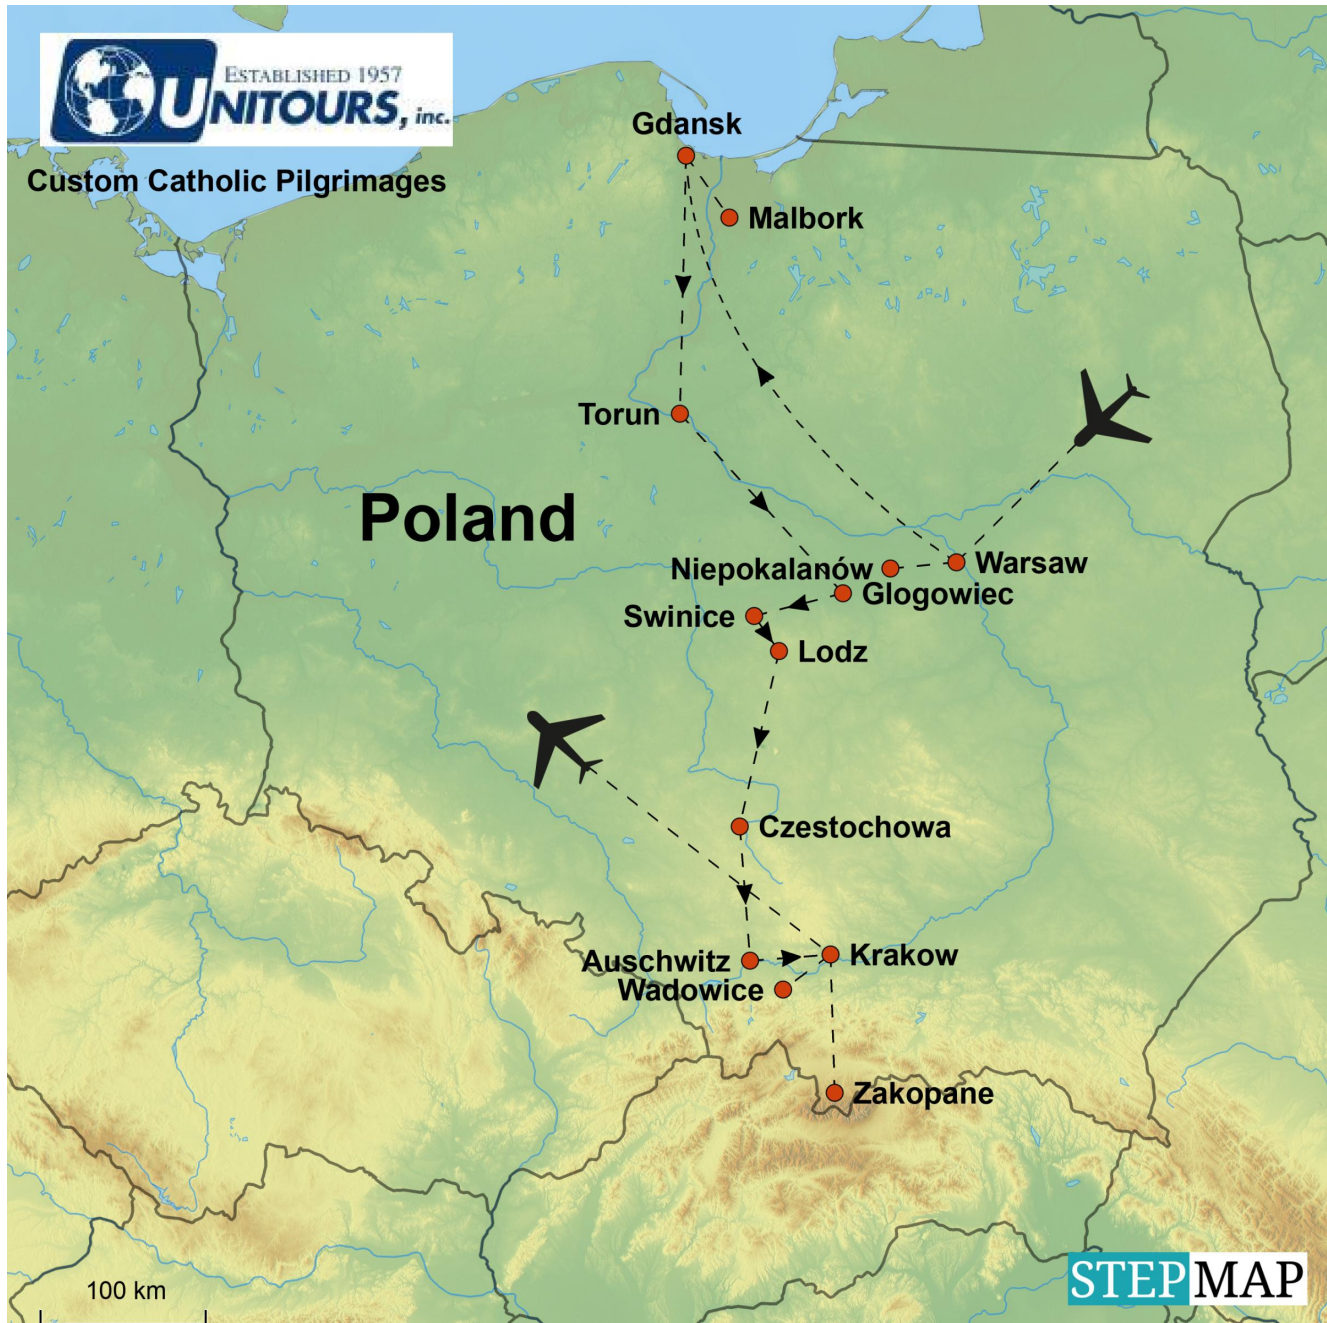 ESTABLISHED 1957
UNITOURS, inc.
Custom Catholic Pilgrimages
Gdansk
Malbork
Torun
Poland
Niepokalanów
Warsaw
Glogowiec
Swinice
Lodz
Czestochowa
Auschwitz
Krakow
Wadowice
Zakopane
100 km
STEPMAP